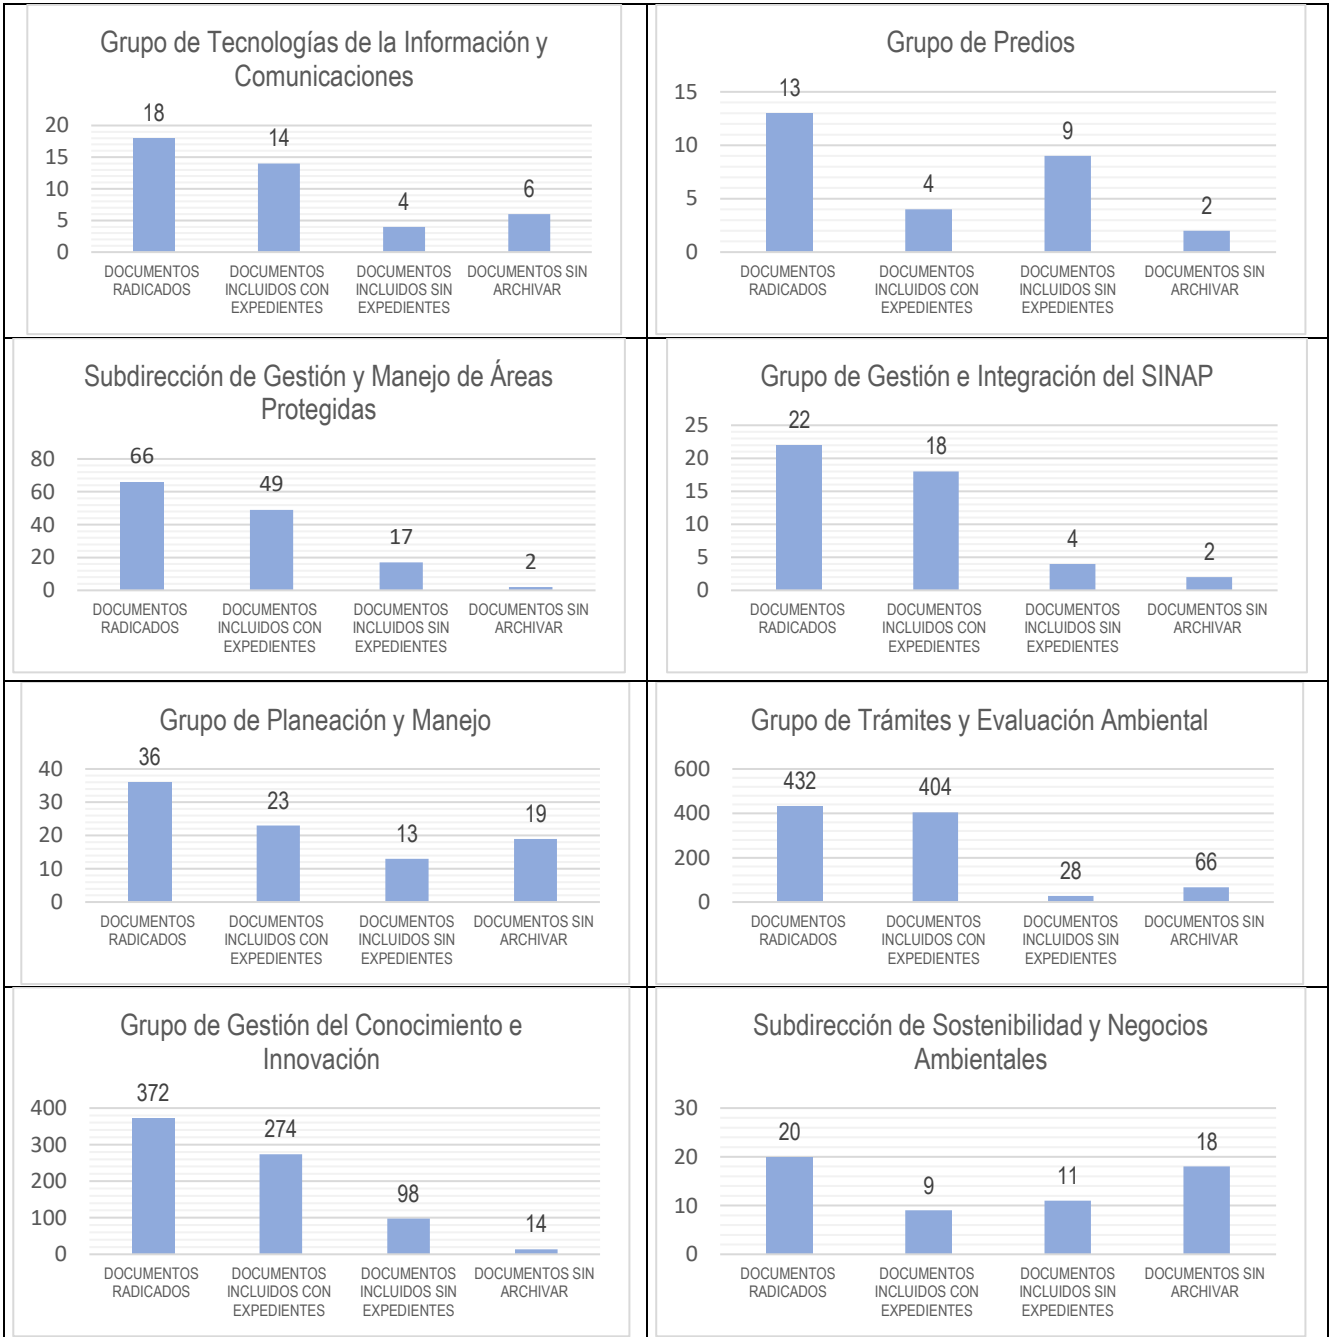 Grupo de Tecnologías de la Información y
Comunicaciones
18
14
4
6
20
15
10
5
0
DOCUMENTOS
RADICADOS
DOCUMENTOS
INCLUIDOS CON
EXPEDIENTES
DOCUMENTOS
INCLUIDOS SIN
EXPEDIENTES
DOCUMENTOS SIN
ARCHIVAR
Grupo de Predios
13
4
9
2
15
10
5
0
DOCUMENTOS
RADICADOS
DOCUMENTOS
INCLUIDOS CON
EXPEDIENTES
DOCUMENTOS
INCLUIDOS SIN
EXPEDIENTES
DOCUMENTOS SIN
ARCHIVAR
Subdirección de Gestión y Manejo de Áreas
Protegidas
66
49
17
2
80
60
40
20
0
DOCUMENTOS
RADICADOS
DOCUMENTOS
INCLUIDOS CON
EXPEDIENTES
DOCUMENTOS
INCLUIDOS SIN
EXPEDIENTES
DOCUMENTOS SIN
ARCHIVAR
Grupo de Gestión e Integración del SINAP
22
18
4
2
25
20
15
10
5
0
DOCUMENTOS
RADICADOS
DOCUMENTOS
INCLUIDOS CON
EXPEDIENTES
DOCUMENTOS
INCLUIDOS SIN
EXPEDIENTES
DOCUMENTOS SIN
ARCHIVAR
Grupo de Planeación y Manejo
36
23
13
19
40
30
20
10
0
DOCUMENTOS
RADICADOS
DOCUMENTOS
INCLUIDOS CON
EXPEDIENTES
DOCUMENTOS
INCLUIDOS SIN
EXPEDIENTES
DOCUMENTOS SIN
ARCHIVAR
Grupo de Trámites y Evaluación Ambiental
432
404
28
66
600
400
200
0
DOCUMENTOS
RADICADOS
DOCUMENTOS
INCLUIDOS CON
EXPEDIENTES
DOCUMENTOS
INCLUIDOS SIN
EXPEDIENTES
DOCUMENTOS SIN
ARCHIVAR
Grupo de Gestión del Conocimiento e
Innovación
372
274
98
14
400
300
200
100
0
DOCUMENTOS
RADICADOS
DOCUMENTOS
INCLUIDOS CON
EXPEDIENTES
DOCUMENTOS
INCLUIDOS SIN
EXPEDIENTES
DOCUMENTOS SIN
ARCHIVAR
Subdirección de Sostenibilidad y Negocios
Ambientales
20
9
11
18
30
20
10
0
DOCUMENTOS
RADICADOS
DOCUMENTOS
INCLUIDOS CON
EXPEDIENTES
DOCUMENTOS
INCLUIDOS SIN
EXPEDIENTES
DOCUMENTOS SIN
ARCHIVAR